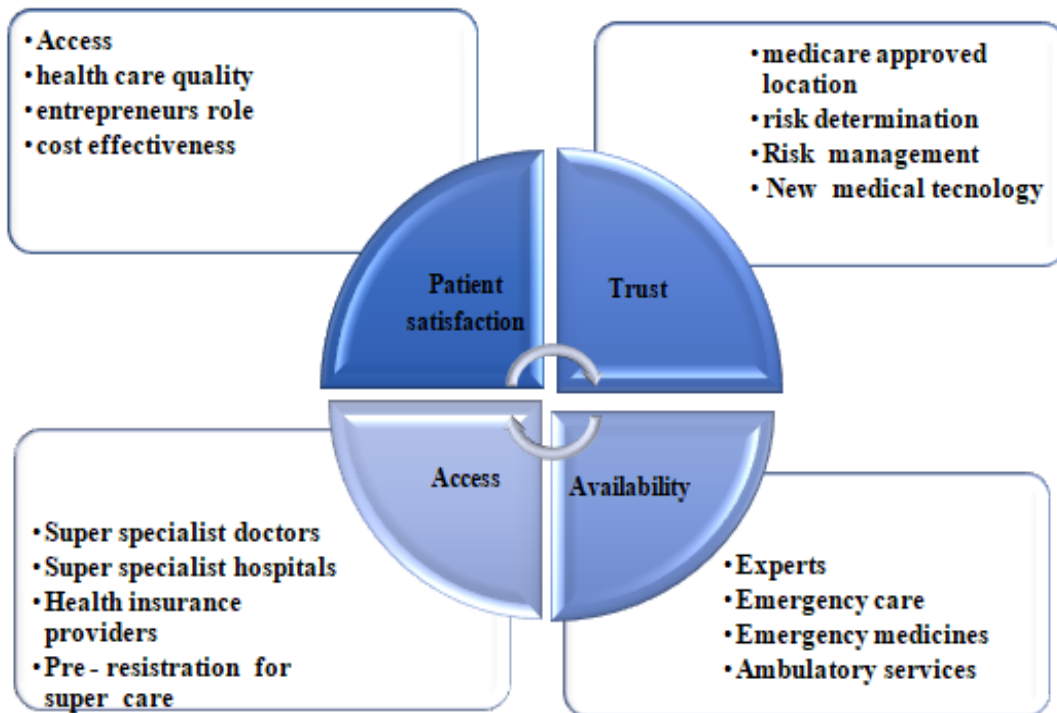 • Access
• health care quality
• entrepreneurs role
• cost effectiveness
• medicare approved
location
• risk determination
• Risk management
• New medical tecnology
Patient
satisfaction
Trust
Access
Availability
• Super specialist doctors
• Super specialist hospitals
• Health insurance
providers
• Pre - resistration for
super care
• Experts
• Emergency care
• Emergency medicines
• Ambulatory services